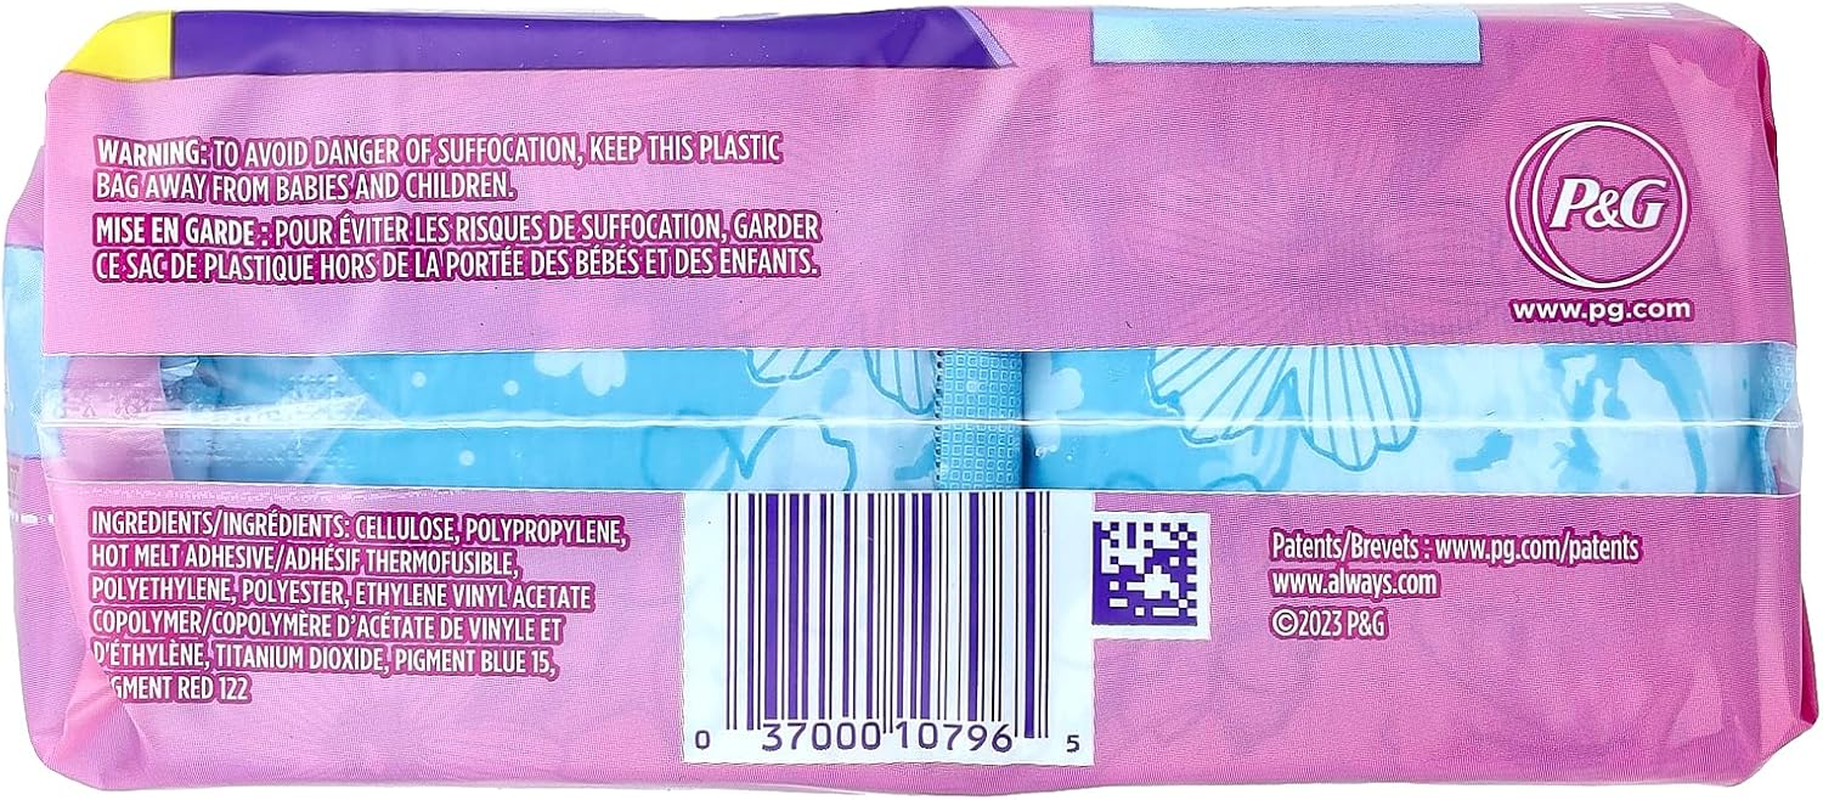 WARNING: TO AVOID DANGER OF SUFFOCATION, KEEP THIS PLASTIC
BAG AWAY FROM BABIES AND CHILDREN.
MISE EN GARDE : POUR ÉVITER LES RISQUES DE SUFFOCATION, GARDER
CE SAC DE PLASTIQUE HORS DE LA PORTÉE DES BÉBÉS ET DES ENFANTS.
P&G
www.pg.com
INGREDIENTS/INGRÉDIENTS: CELLULOSE, POLYPROPYLENE,
HOT MELT ADHESIVE/ADHÉSIF THERMOFUSIBLE,
POLYETHYLENE, POLYESTER, ETHYLENE VINYL ACETATE
COPOLYMER/COPOLYMÈRE D'ACÉTATE DE VINYLE ET
D'ÉTHYLÈNE, TITANIUM DIOXIDE, PIGMENT BLUE 15,
GMENT RED 122
0 37000 10796 5
Patents/Brevets : www.pg.com/patents
www.always.com
©2023 P&G